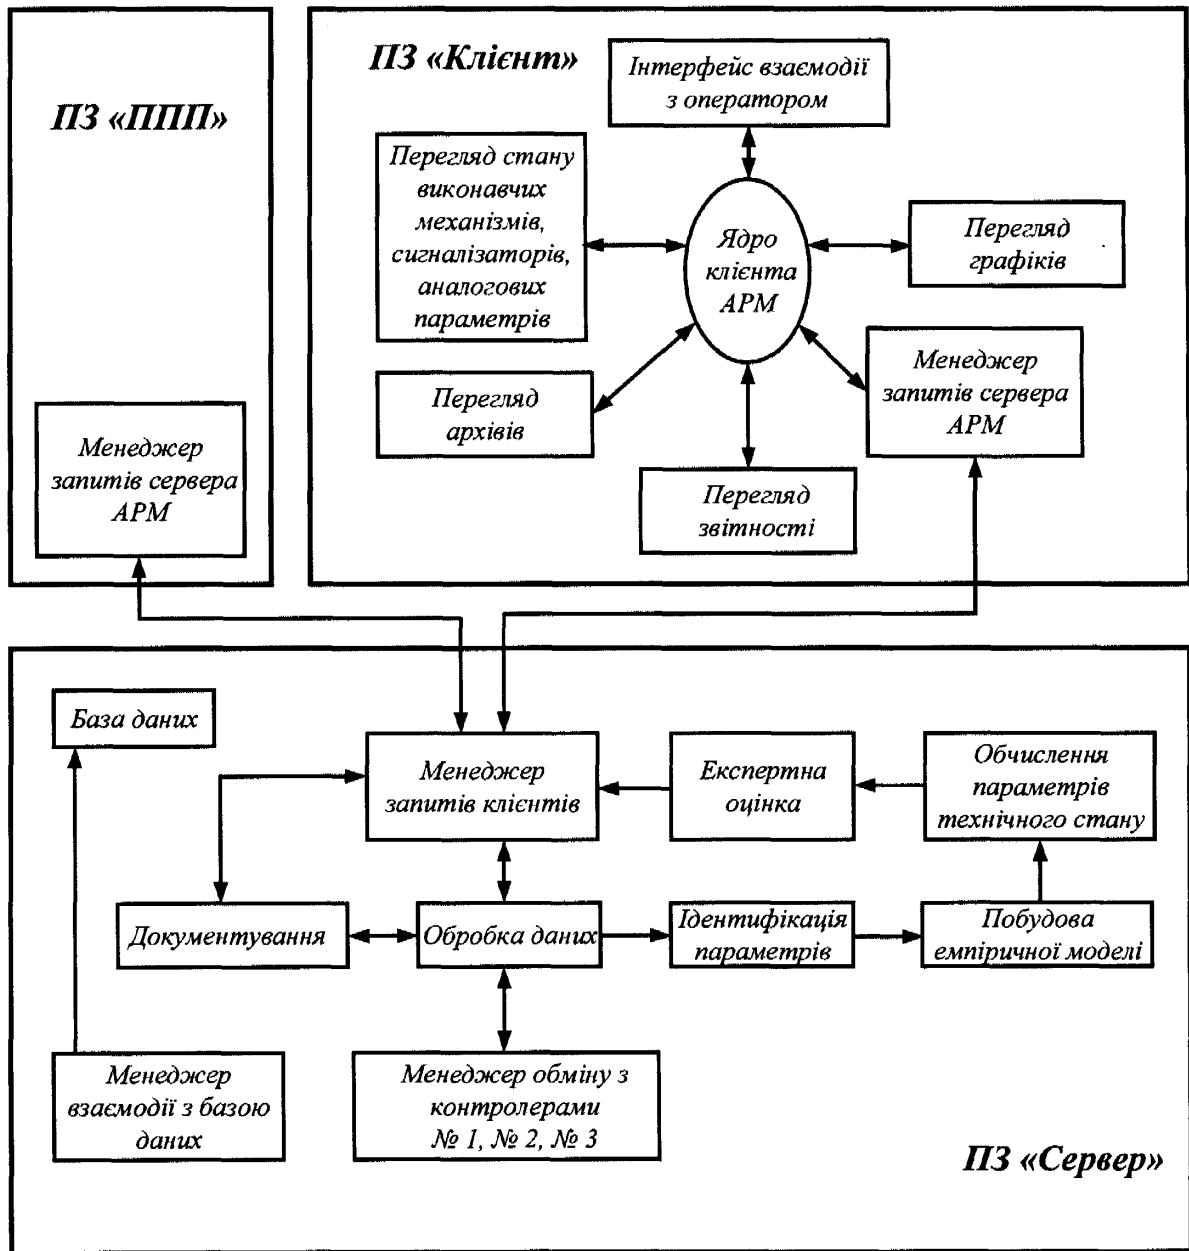 ПЗ «ППП»
Менеджер
запитів сервера
АРМ
ПЗ «Клієнт»
Інтерфейс взаємодії
з оператором
Перегляд стану
виконавчих
механізмів,
сигналізаторів,
аналогових
параметрів
Ядро
клієнта
АРМ
Перегляд
графіків
Перегляд
архівів
Менеджер
запитів сервера
АРМ
Перегляд
звітності
База даних
Менеджер
запитів клієнтів
Експертна
оцінка
Обчислення
параметрів
технічного стану
Документування
Обробка даних
Ідентифікація
параметрів
Побудова
емпіричної моделі
Менеджер
взаємодії з базою
даних
Менеджер обміну з
контролерами
№ 1, № 2, № 3
ПЗ «Сервер»